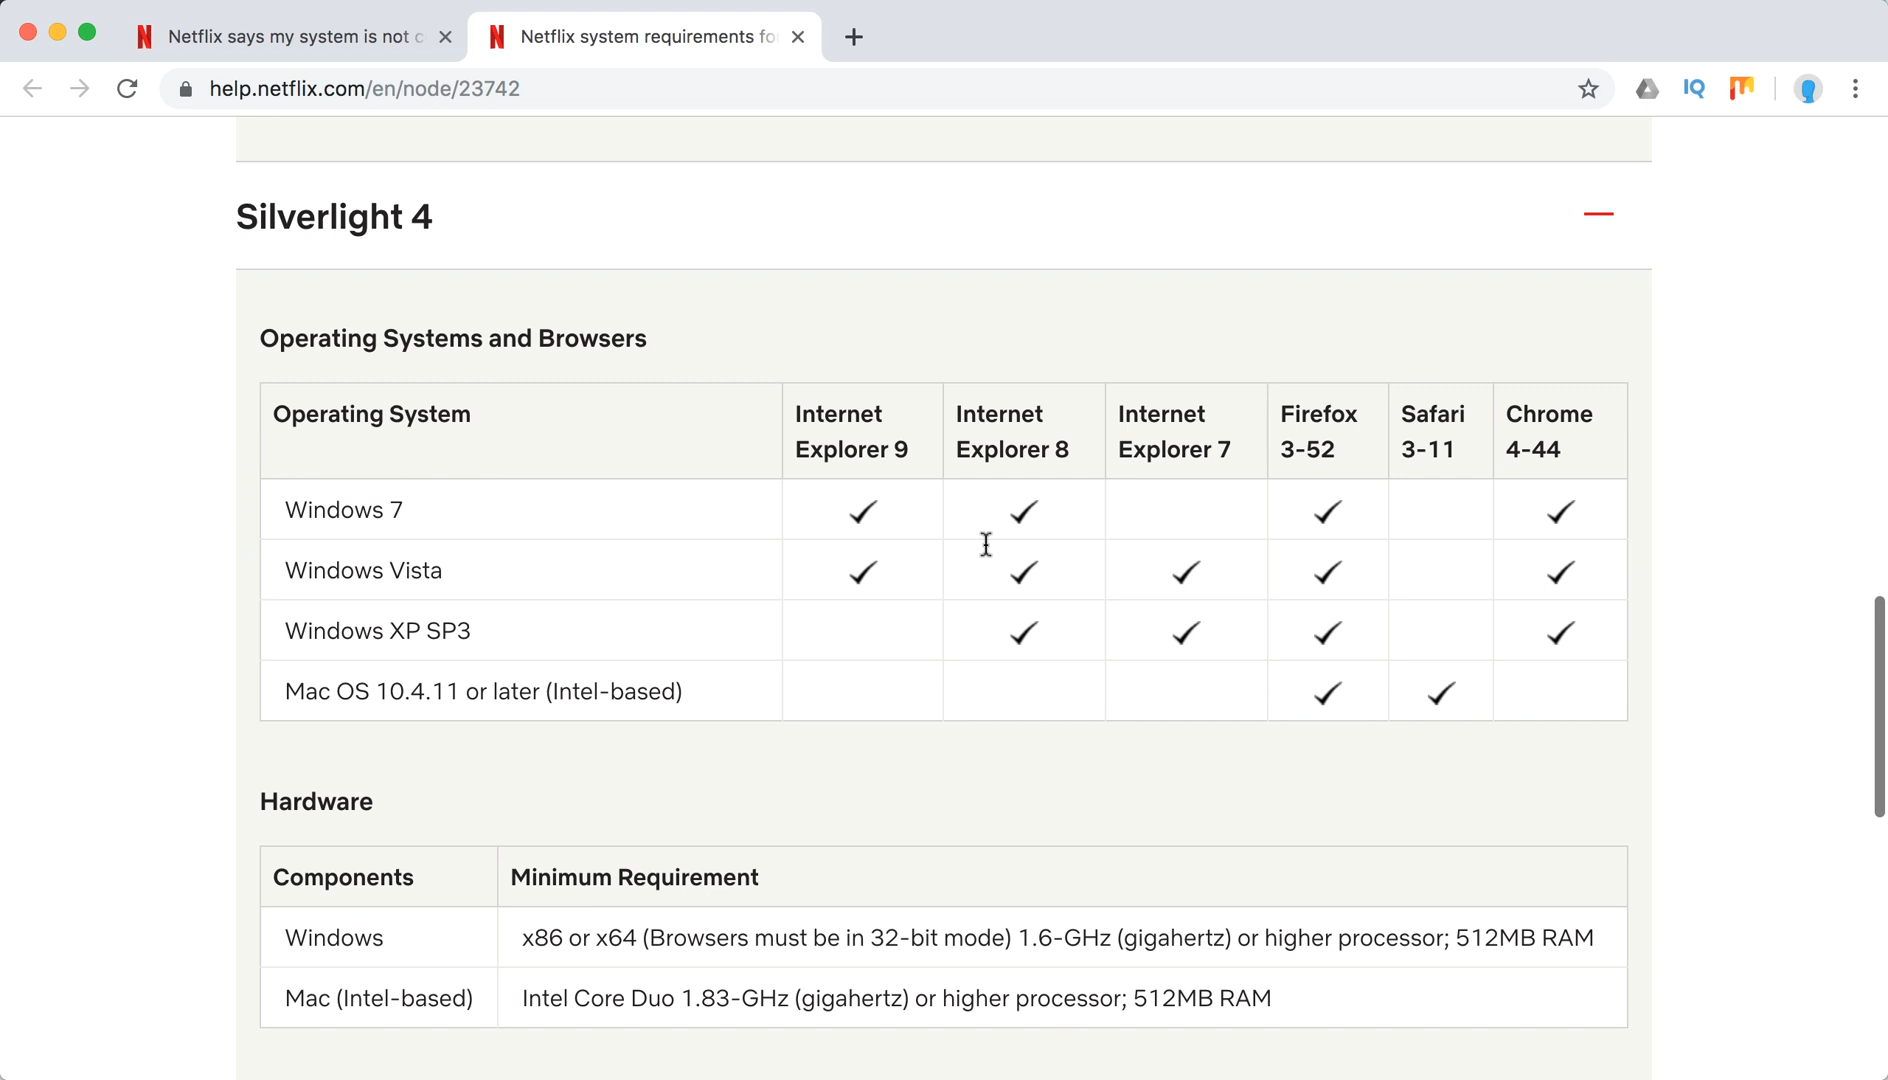 Netflix says my system is not c
Netflix system requirements fo
help.netflix.com/en/node/23742
IQ
Silverlight 4
Operating Systems and Browsers
Operating System
Internet Explorer 9
Internet Explorer 8
Internet Explorer 7
Firefox 3-52
Safari 3-11
Chrome 4-44
Windows 7
Windows Vista
Windows XP SP3
Mac OS 10.4.11 or later (Intel-based)
Hardware
Components Minimum Requirement
Windows x86 or x64 (Browsers must be in 32-bit mode) 1.6-GHz (gigahertz) or higher processor; 512MB RAM
Mac (Intel-based) Intel Core Duo 1.83-GHz (gigahertz) or higher processor; 512MB RAM